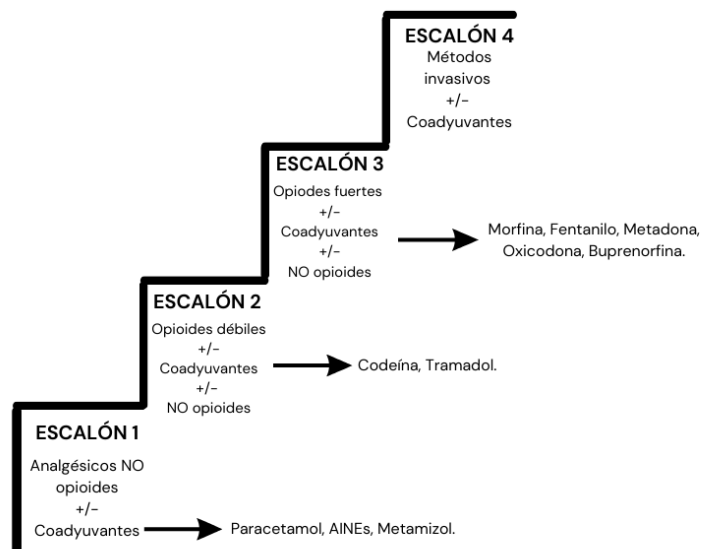 ESCALÓN 4
Métodos
invasivos
+/-
Coadyuvantes
ESCALÓN 3
Opiodes fuertes
+/-
Coadyuvantes
+/-
NO opioides
Morfina, Fentanilo, Metadona,
Oxicodona, Buprenorfina.
ESCALÓN 2
Opioides débiles
+/-
Coadyuvantes
+/-
NO opioides
Codeína, Tramadol.
ESCALÓN 1
Analgésicos NO
opioides
+/-
Coadyuvantes
Paracetamol, AINEs, Metamizol.